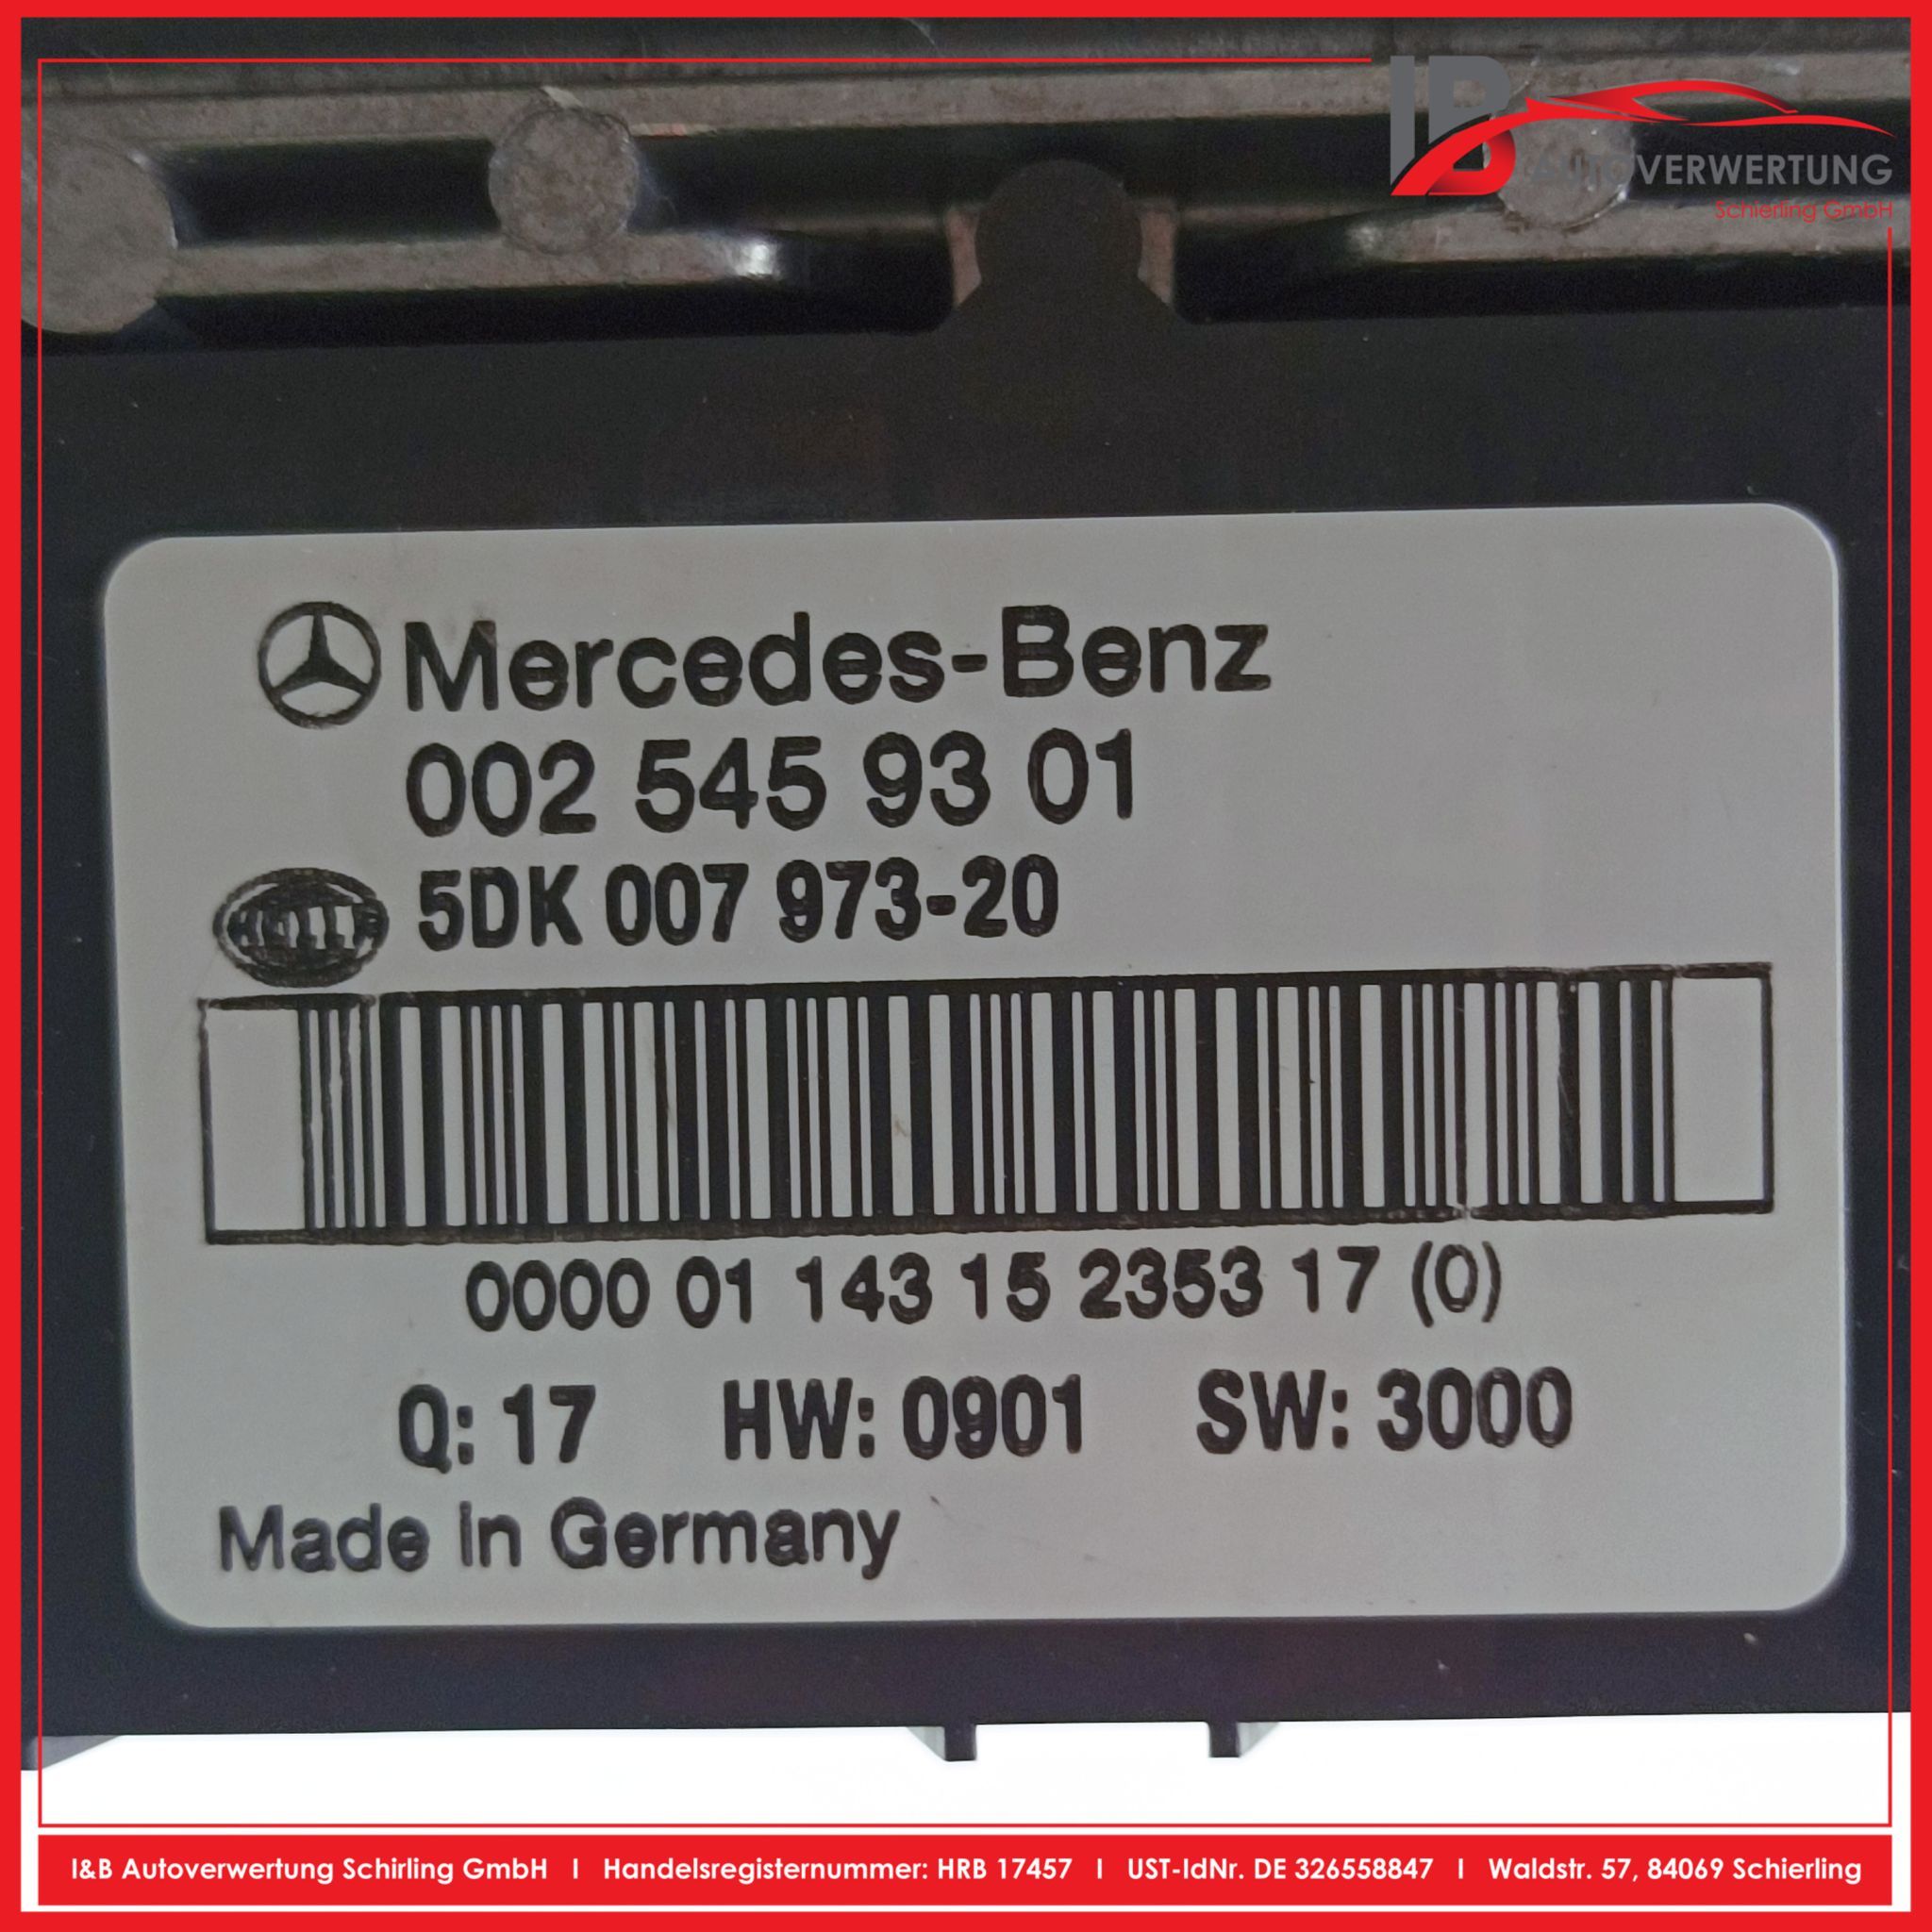 IB
AUTOVERWERTUNG
Schierling GmbH
Mercedes-Benz
002 545 93 01
HELLA 5DK 007 973-20
0000 01 143 15 2353 17 (0)
Q: 17 HW: 0901 SW: 3000
Made in Germany
I&B Autoverwertung Schirling GmbH I Handelsregisternummer: HRB 17457 I UST-IdNr. DE 326558847 I Waldstr. 57, 84069 Schierling